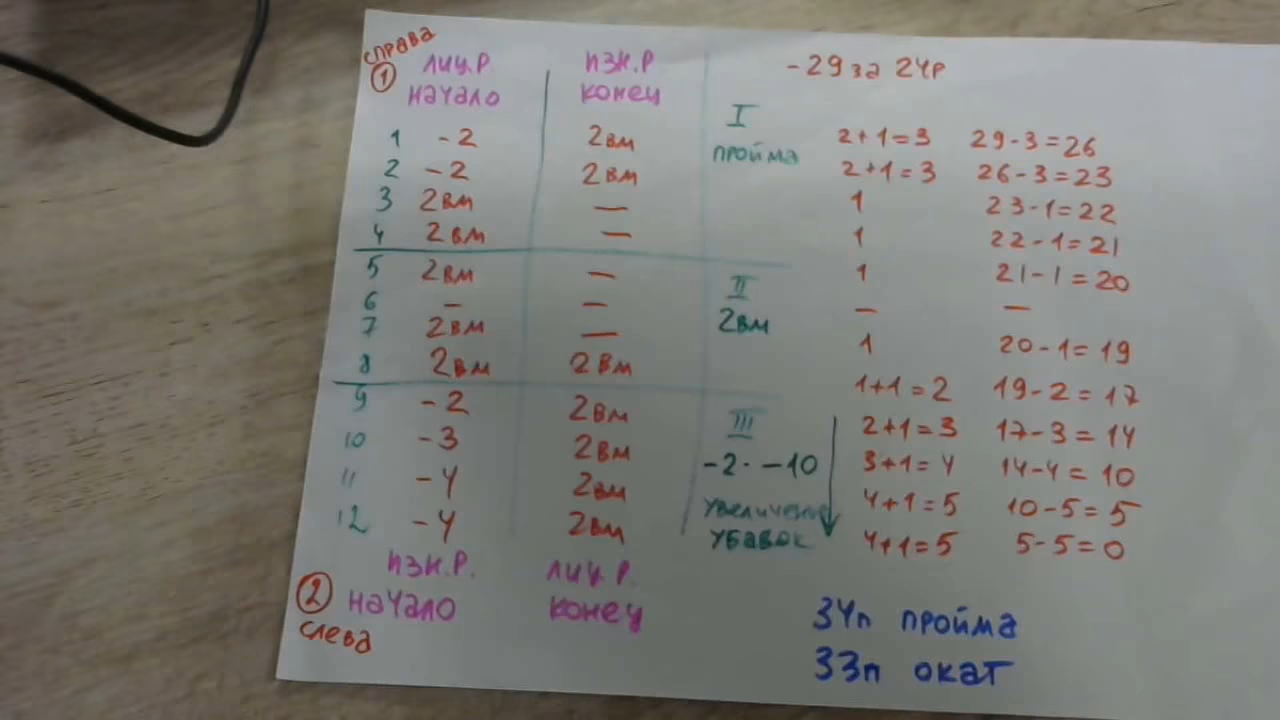 справа
① лиц.р. изн.р -29 за 24р
начало конец
1 -2 2вм I 2+1=3 29-3=26
2 -2 2вм пройма 2+1=3 26-3=23
3 2вм — 1 23-1=22
4 2вм — 1 22-1=21
5 2вм — II 1 21-1=20
6 — — — —
7 2вм — 2вм 1 20-1=19
8 2вм 2вм 1+1=2 19-2=17
9 -2 2вм III 2+1=3 17-3=14
10 -3 2вм -2. -10 3+1=4 14-4=10
11 -4 2вм увеличение 4+1=5 10-5=5
12 -4 2вм убавок 4+1=5 5-5=0
изн.р. лиц.р.
② начало конец
слева
34п пройма
33п окат